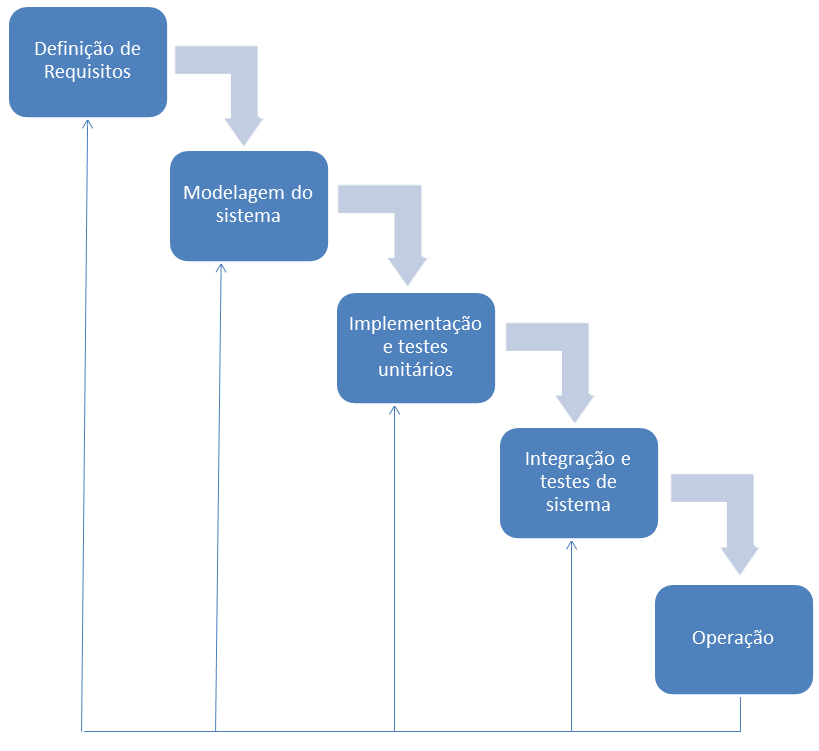 Definição de
Requisitos
Modelagem do
sistema
Implementação
e testes
unitários
Integração e
testes de
sistema
Operação